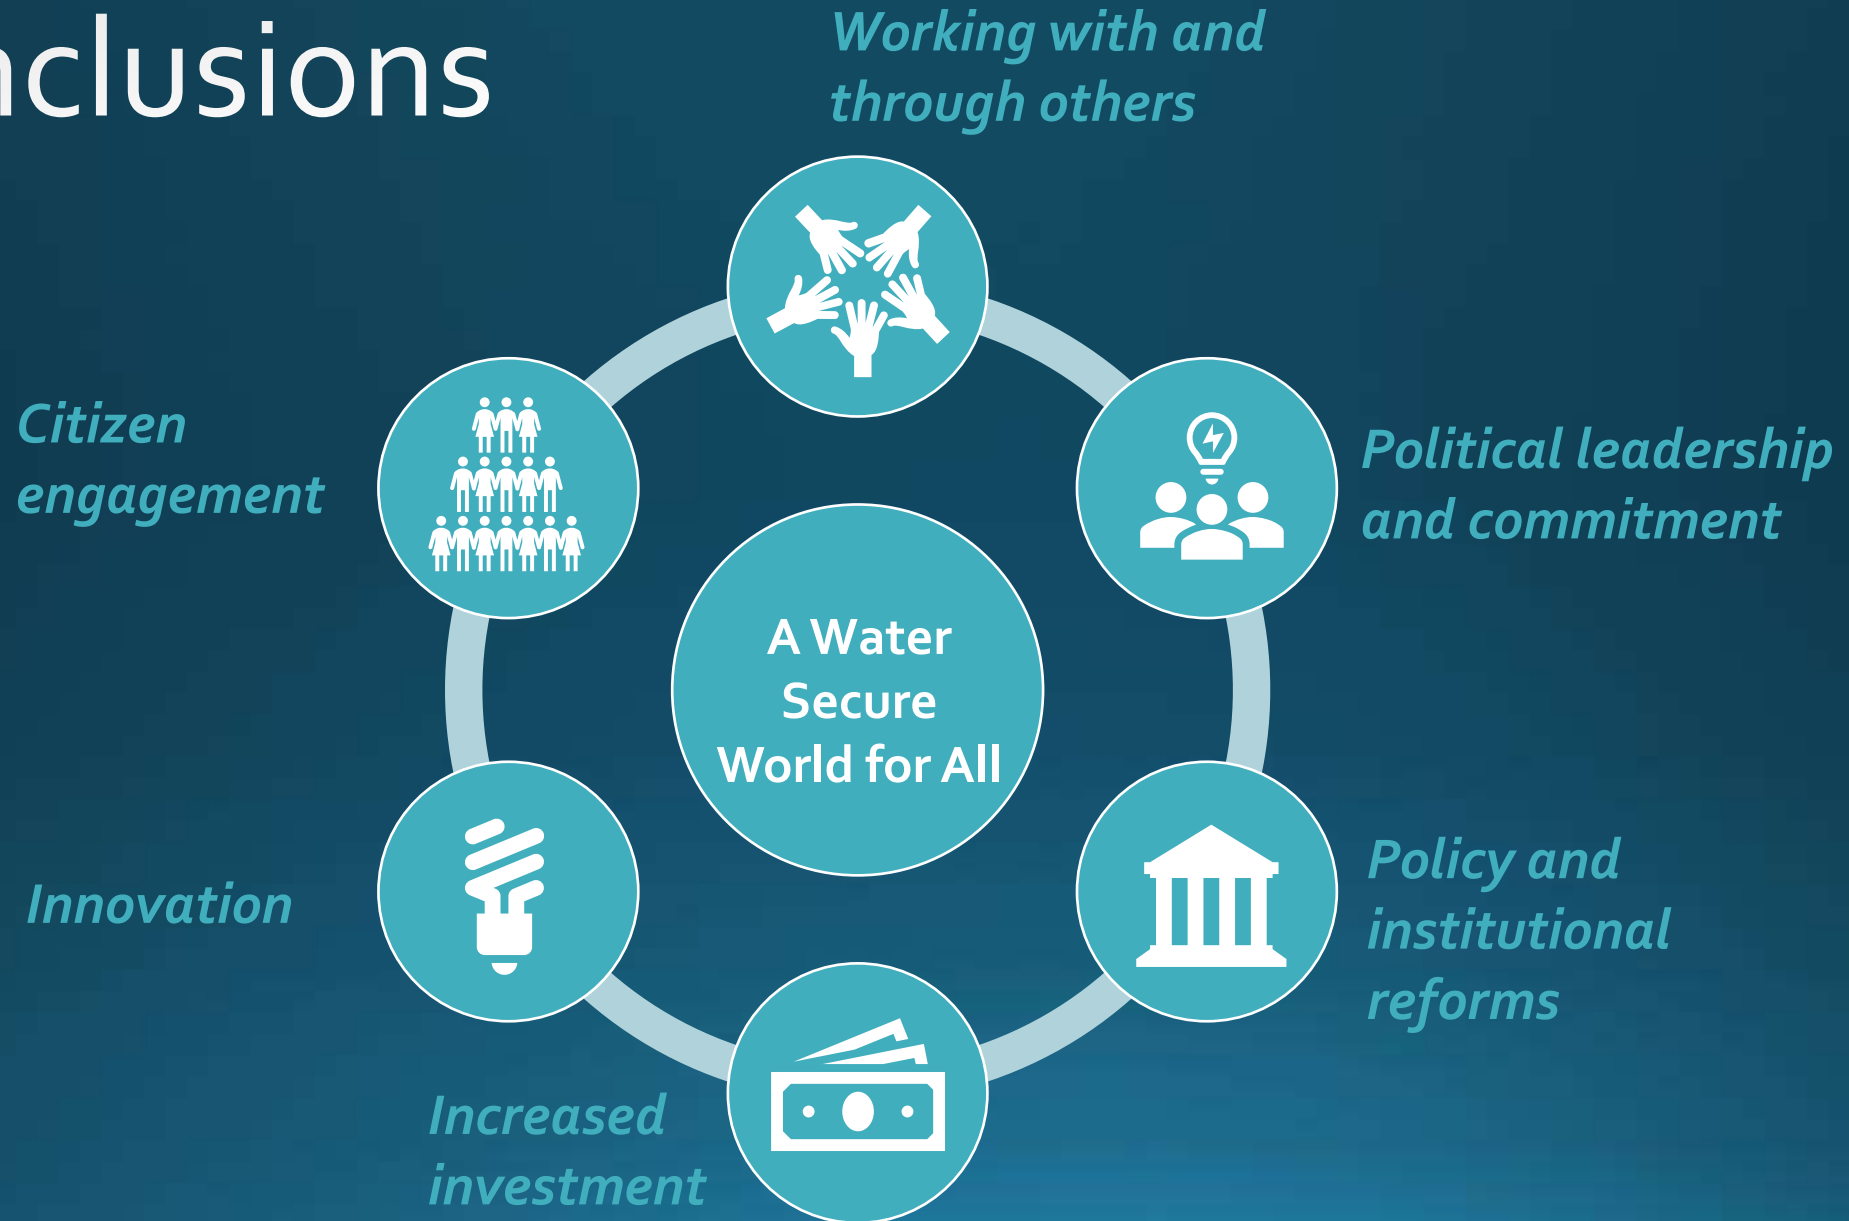 nclusions
Working with and
through others
Citizen
engagement
Political leadership
and commitment
A Water
Secure
World for All
Innovation
Policy and
institutional
reforms
Increased
investment